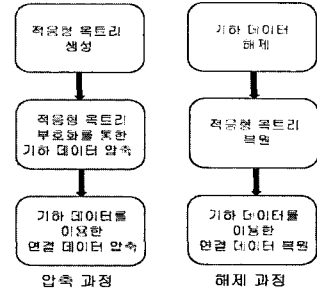 적응형 옥트리
생성
적응형 옥트리
부호화를 통한
기하 데이터 압축
기하 데이터를
이용한
연결 데이터 압축
압축 과정
기하 데이터
해제
적응형 옥트리
복원
기하 데이터를
이용한
연결 데이터 복원
해제 과정